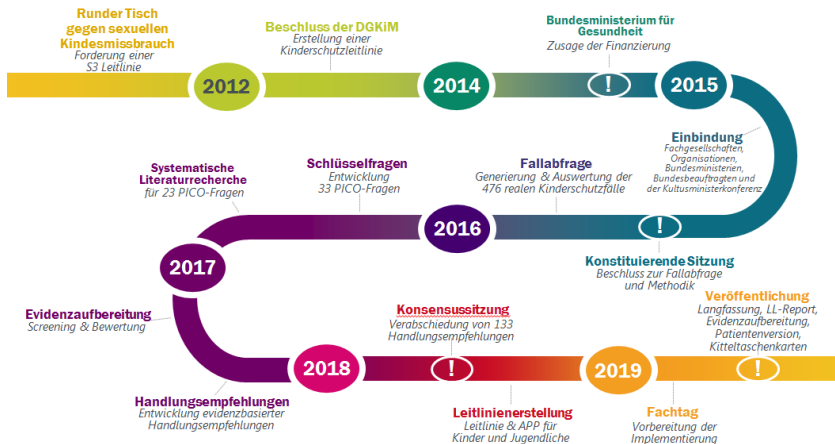 Runder Tisch
gegen sexuellen
Kindesmissbrauch
Forderung einer
S3 Leitlinie
2012
Beschluss der DGKiM
Erstellung einer
Kinderschutzleitlinie
2014
Bundesministerium für
Gesundheit
Zusage der Finanzierung
!
2015
Einbindung
Fachgesellschaften,
Organisationen,
Bundesministerien,
Bundesbeauftragten und
der Kultusministerkonferenz
!
Konstituierende Sitzung
Beschluss zur Fallabfrage
und Methodik
Fallabfrage
Generierung & Auswertung der
476 realen Kinderschutzfälle
2016
Schlüsselfragen
Entwicklung
33 PICO-Fragen
Systematische
Literaturrecherche
für 23 PICO-Fragen
2017
Evidenzaufbereitung
Screening & Bewertung
Handlungsempfehlungen
Entwicklung evidenzbasierter
Handlungsempfehlungen
2018
Konsensussitzung
Verabschiedung von 133
Handlungsempfehlungen
!
Leitlinienerstellung
Leitlinie & APP für
Kinder und Jugendliche
2019
Fachtag
Vorbereitung der
Implementierung
Veröffentlichung
Langfassung, LL-Report,
Evidenzaufbereitung,
Patientenversion,
Kitteltaschenkarten
!